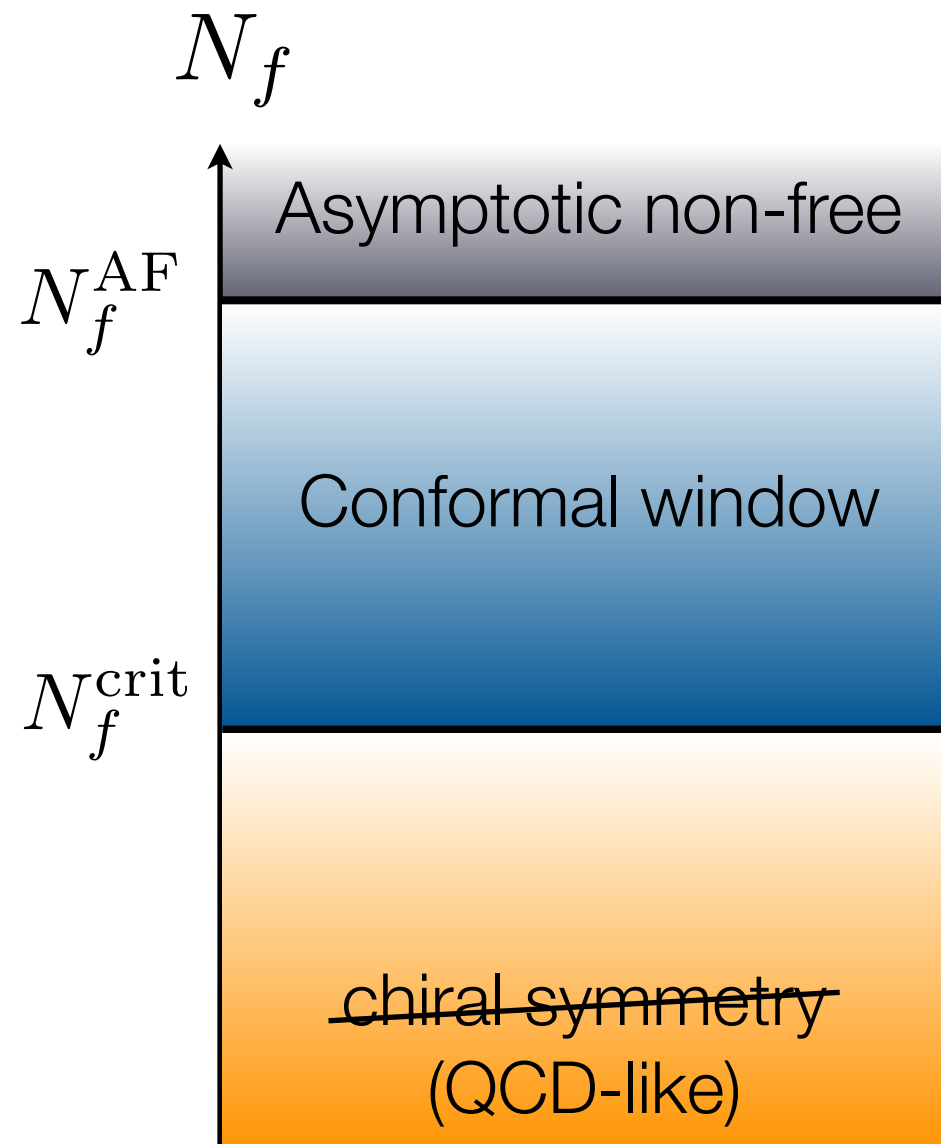 N_f
Asymptotic non-free
N_f^AF
Conformal window
N_f^crit
chiral symmetry
(QCD-like)